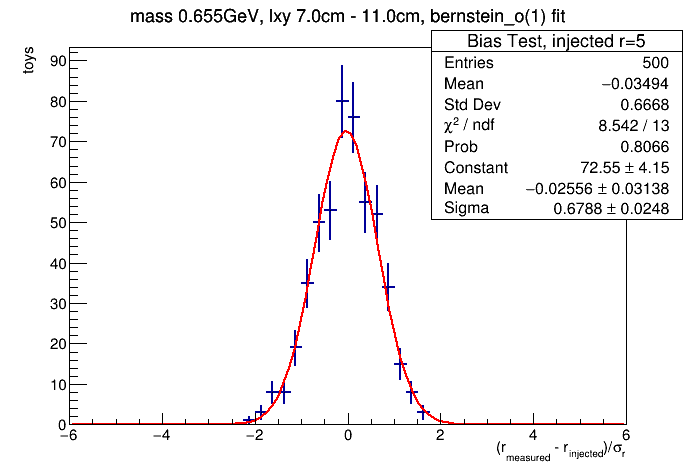 mass 0.655GeV, lxy 7.0cm - 11.0cm, bernstein_o(1) fit
toys
Bias Test, injected r=5
Entries 500
Mean −0.03494
Std Dev 0.6668
χ² / ndf 8.542 / 13
Prob 0.8066
Constant 72.55 ± 4.15
Mean −0.02556 ± 0.03138
Sigma 0.6788 ± 0.0248
90
80
70
60
50
40
30
20
10
0
−6 −4 −2 0 2 4 6
(r_measured - r_injected)/σ_r